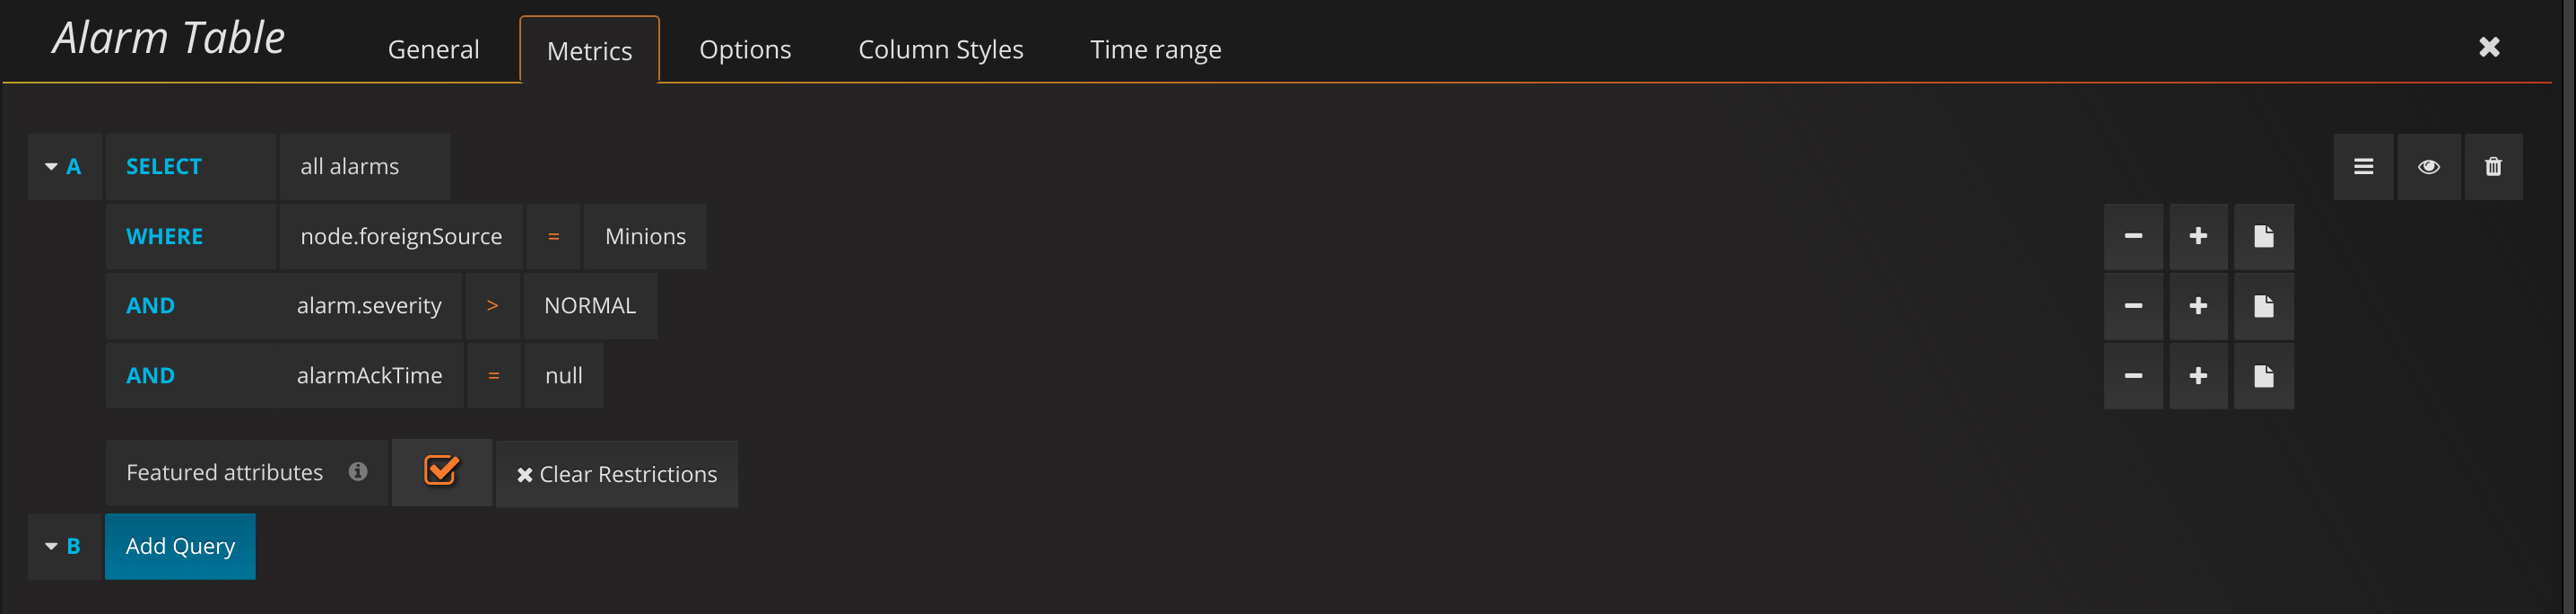 Alarm Table General Metrics Options Column Styles Time range
A SELECT all alarms
WHERE node.foreignSource = Minions
AND alarm.severity > NORMAL
AND alarmAckTime = null
Featured attributes Clear Restrictions
B Add Query